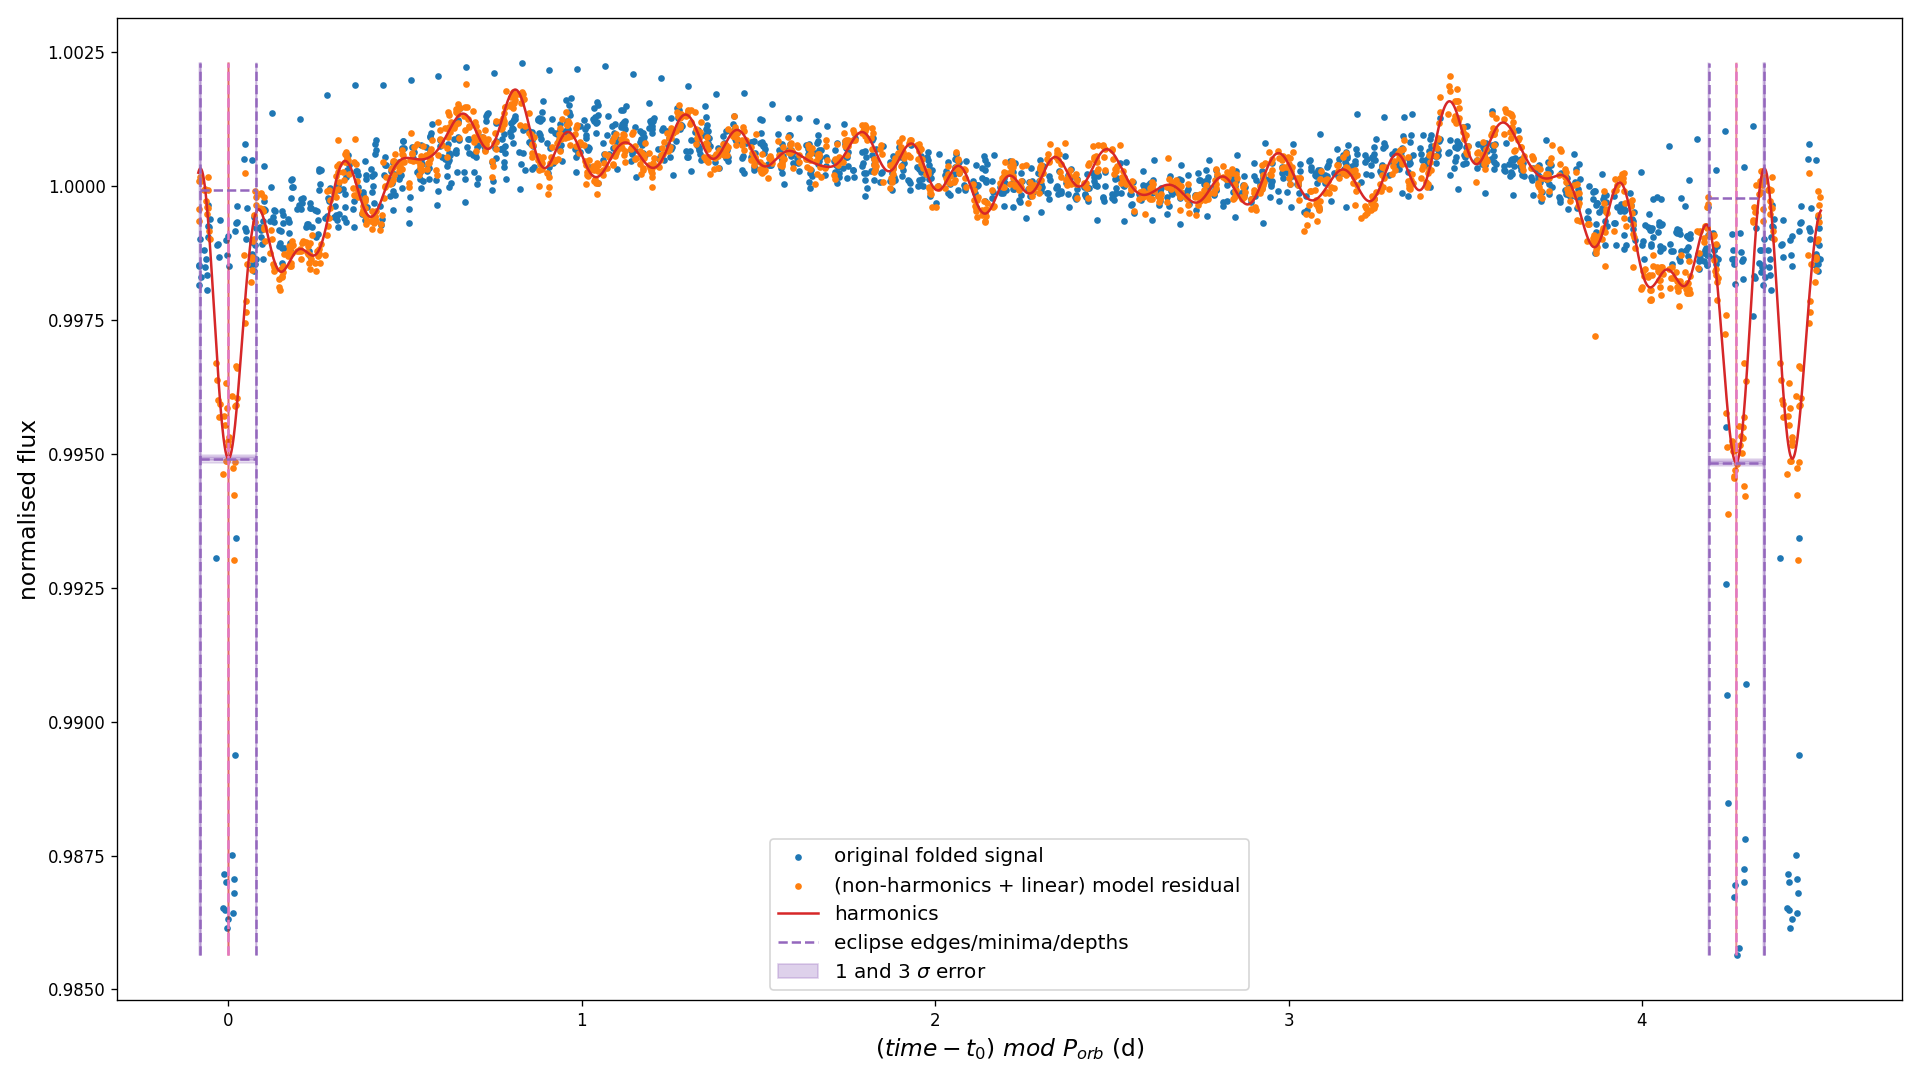 1.0025
1.0000
0.9975
0.9950
0.9925
0.9900
0.9875
0.9850
normalised flux
original folded signal
(non-harmonics + linear) model residual
harmonics
eclipse edges/minima/depths
1 and 3 σ error
0 1 2 3 4
(time − t₀) mod P_orb (d)